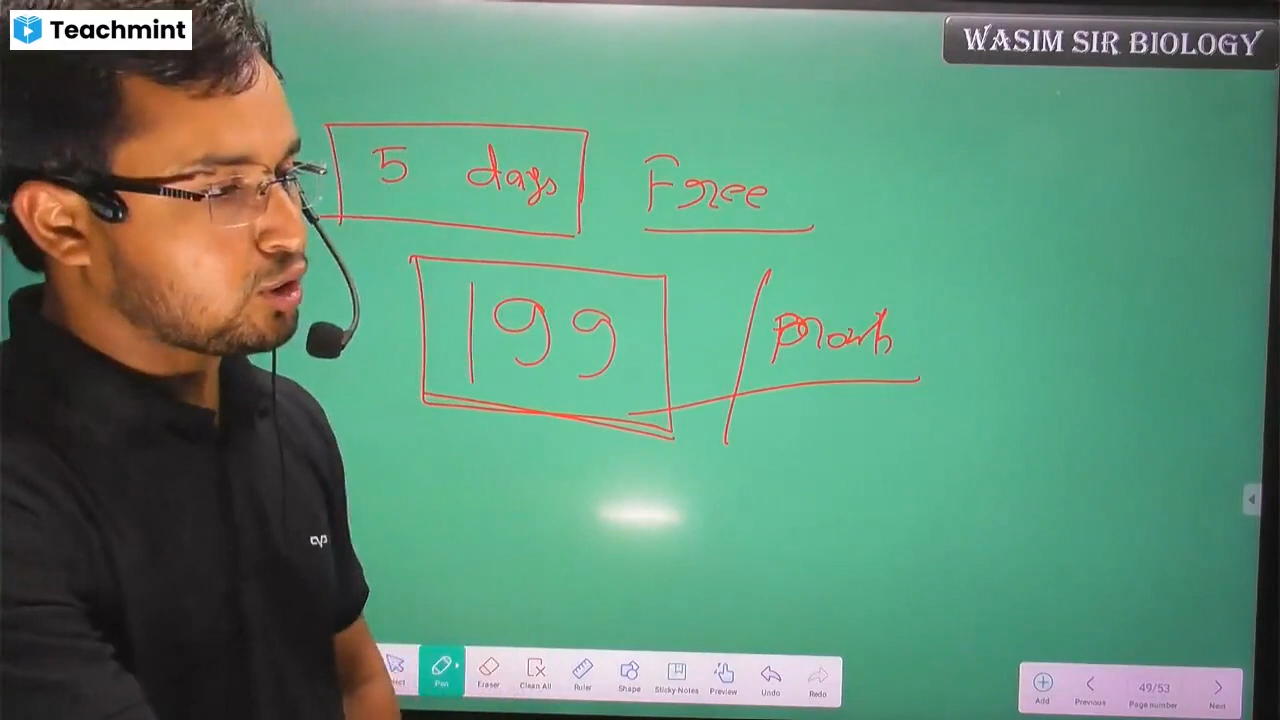 Teachmint
WASIM SIR BIOLOGY
5 days Free
199 /
Pen
Eraser
Clean All
Ruler
Shape
Sticky Notes
Preview
Undo
Redo
Add
Previous
49/53
Page number
Next